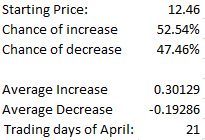 Starting Price: 12.46
Chance of increase 52.54%
Chance of decrease 47.46%
Average Increase 0.30129
Average Decrease -0.19286
Trading days of April: 21